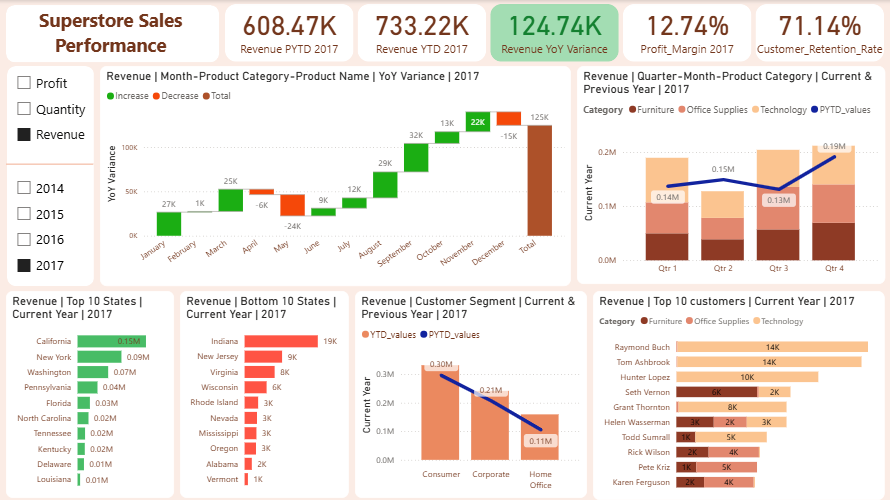 Superstore Sales
Performance
608.47K
Revenue PYTD 2017
733.22K
Revenue YTD 2017
124.74K
Revenue YoY Variance
12.74%
Profit_Margin 2017
71.14%
Customer_Retention_Rate
Profit
Quantity
Revenue
2014
2015
2016
2017
Revenue | Month-Product Category-Product Name | YoY Variance | 2017
Increase Decrease Total
YoY Variance
100K
50K
0K
27K
1K
25K
-6K
-24K
9K
12K
29K
32K
13K
22K
-15K
125K
January
February
March
April
May
June
July
August
September
October
November
December
Total
Revenue | Quarter-Month-Product Category | Current &
Previous Year | 2017
Category Furniture Office Supplies Technology PYTD_values
Current Year
0.2M
0.1M
0.0M
0.14M
0.15M
0.13M
0.19M
Qtr 1
Qtr 2
Qtr 3
Qtr 4
Revenue | Top 10 States |
Current Year | 2017
California 0.15M
New York 0.09M
Washington 0.07M
Pennsylvania 0.04M
Florida 0.03M
North Carolina 0.02M
Tennessee 0.02M
Kentucky 0.02M
Delaware 0.01M
Louisiana 0.01M
Revenue | Bottom 10 States |
Current Year | 2017
Indiana 19K
New Jersey 9K
Virginia 8K
Wisconsin 6K
Rhode Island 3K
Nevada 3K
Mississippi 3K
Oregon 3K
Alabama 2K
Vermont 1K
Revenue | Customer Segment | Current &
Previous Year | 2017
YTD_values PYTD_values
Current Year
0.3M
0.2M
0.1M
0.0M
0.30M
0.21M
0.11M
Consumer
Corporate
Home
Office
Revenue | Top 10 customers | Current Year | 2017
Category Furniture Office Supplies Technology
Raymond Buch 14K
Tom Ashbrook 14K
Hunter Lopez 10K
Seth Vernon 6K 2K
Grant Thornton 8K
Helen Wasserman 3K 2K 3K
Todd Sumrall 1K 5K
Rick Wilson 2K 4K
Pete Kriz 1K 5K
Karen Ferguson 2K 4K